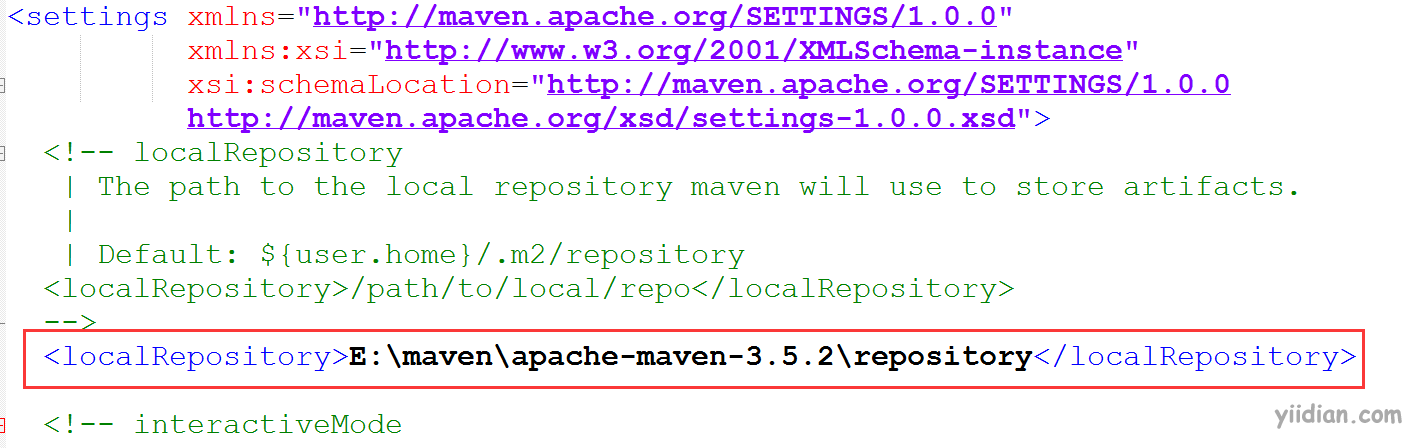 <settings xmlns="http://maven.apache.org/SETTINGS/1.0.0"
xmlns:xsi="http://www.w3.org/2001/XMLSchema-instance"
xsi:schemaLocation="http://maven.apache.org/SETTINGS/1.0.0
http://maven.apache.org/xsd/settings-1.0.0.xsd">
<!-- localRepository
| The path to the local repository maven will use to store artifacts.
|
| Default: ${user.home}/.m2/repository
<localRepository>/path/to/local/repo</localRepository>
-->
<localRepository>E:\maven\apache-maven-3.5.2\repository</localRepository>
<!-- interactiveMode
yiidian.com